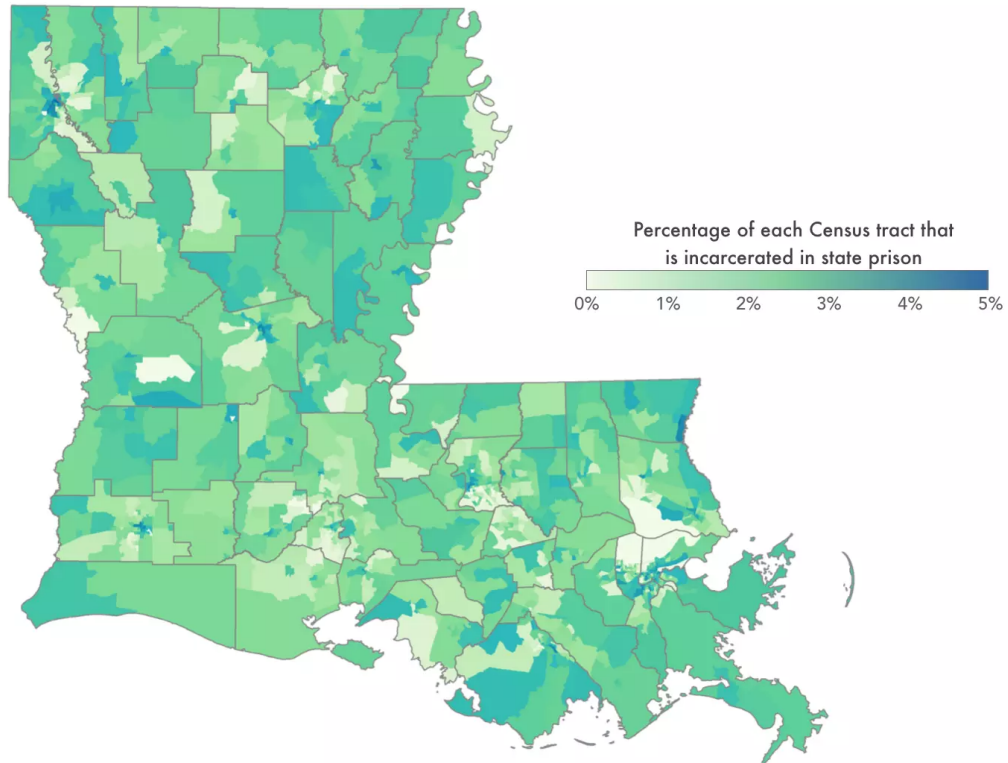 Percentage of each Census tract that
is incarcerated in state prison
0% 1% 2% 3% 4% 5%